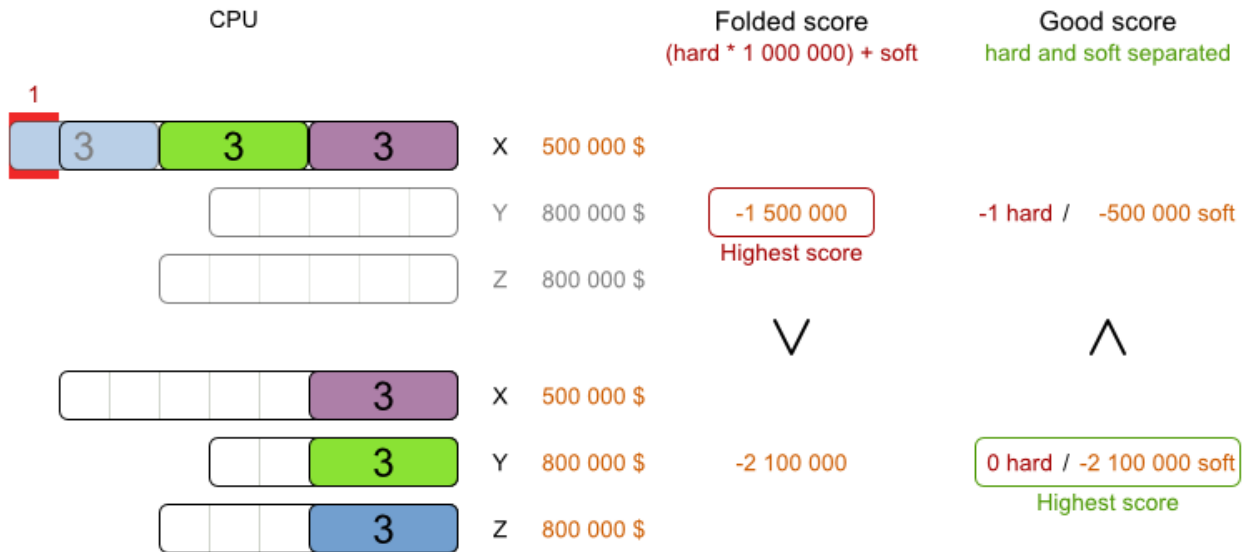 CPU
Folded score
Good score
(hard * 1 000 000) + soft
hard and soft separated
1
3 3 3 X 500 000 $
Y 800 000 $ -1 500 000 -1 hard / -500 000 soft
Highest score
Z 800 000 $
3 X 500 000 $
3 Y 800 000 $ -2 100 000 0 hard / -2 100 000 soft
Highest score
3 Z 800 000 $